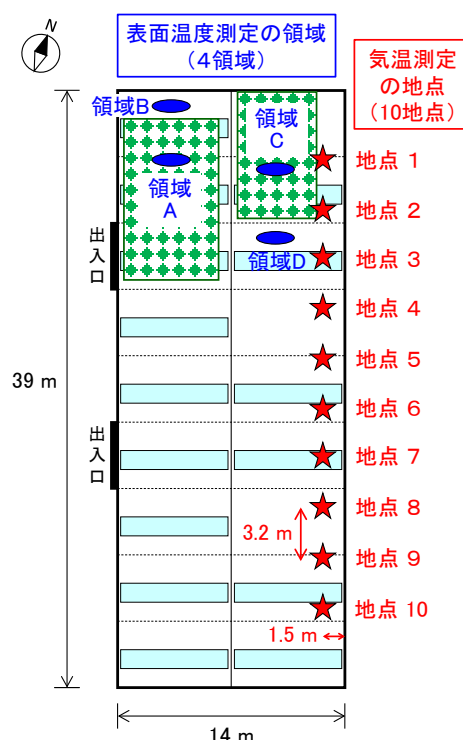 N
表面温度測定の領域
（4領域）
気温測定
の地点
（10地点）
領域B
領域
C
領域
A
地点 1
地点 2
出入口
領域D
地点 3
地点 4
地点 5
39 m
地点 6
出入口
地点 7
地点 8
3.2 m
地点 9
地点 10
1.5 m
14 m